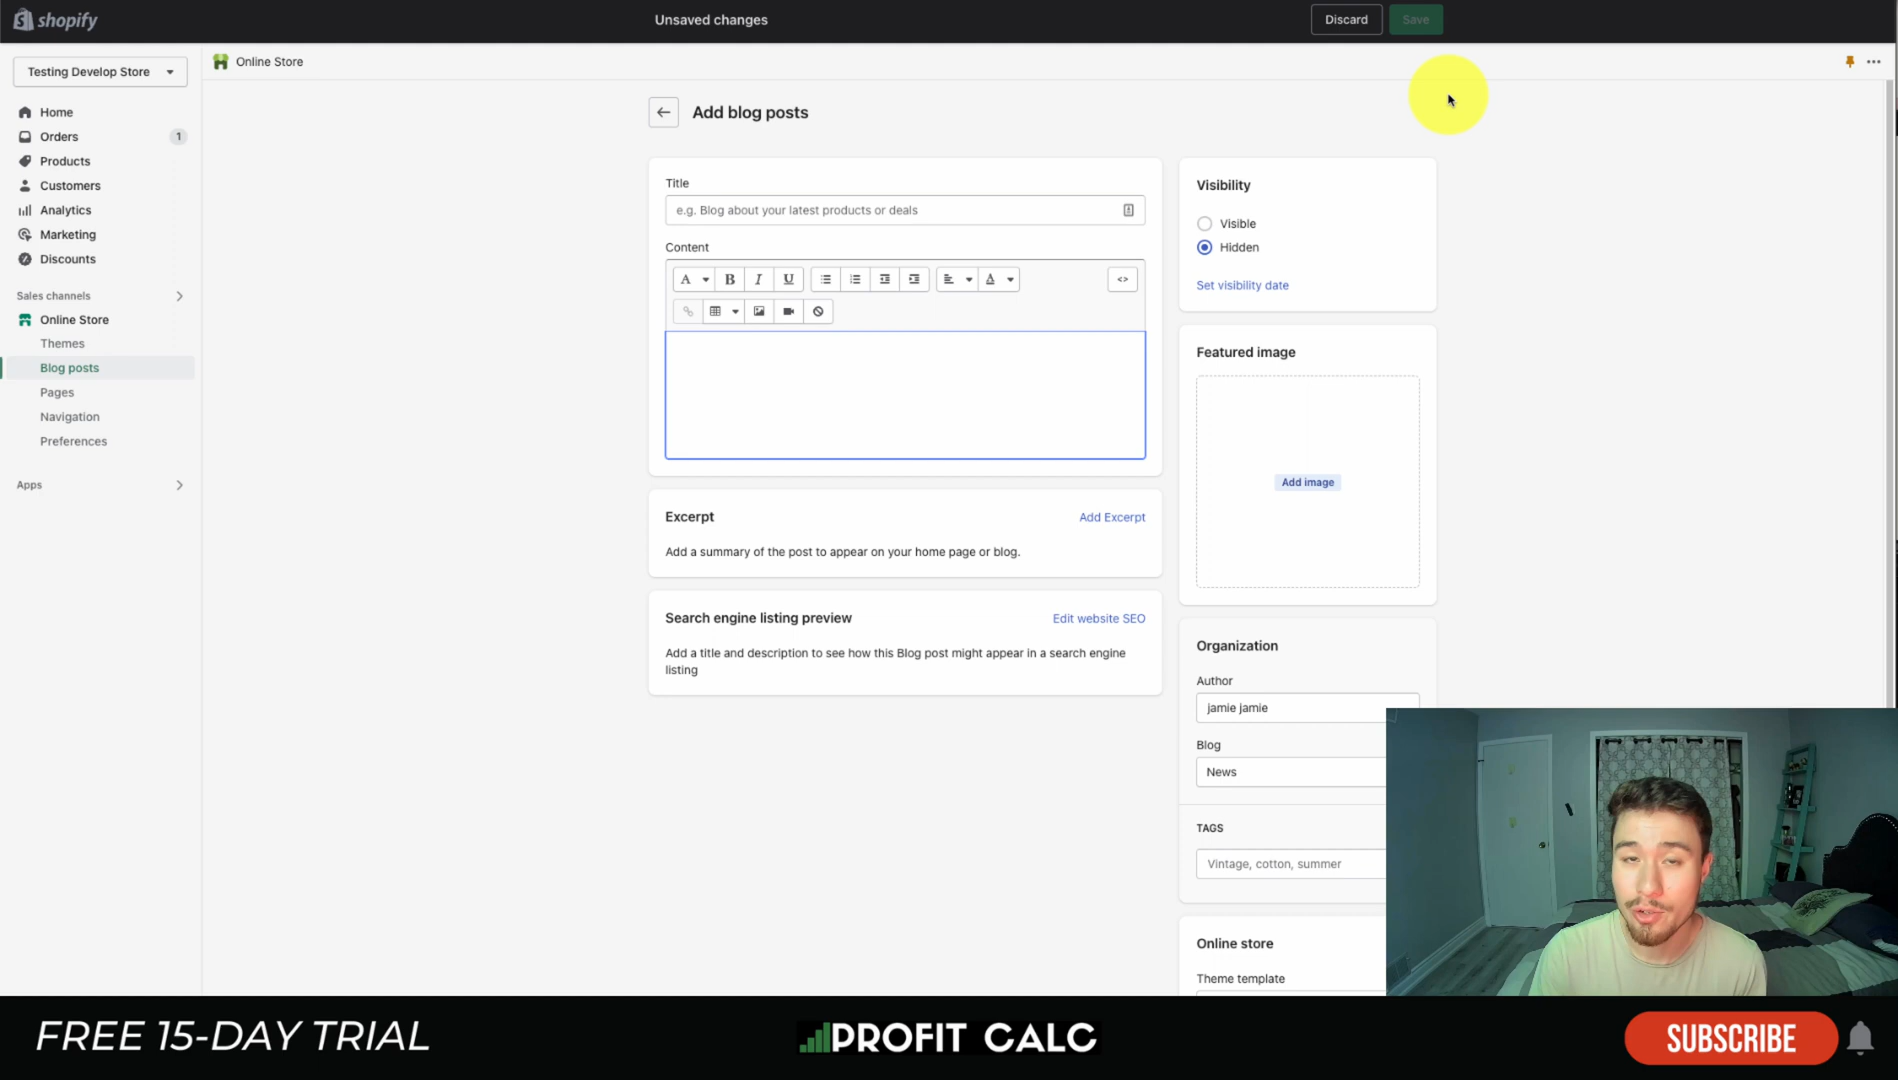 shopify
Unsaved changes
Discard
Save
Testing Develop Store
Online Store
Home
Orders
1
Products
Customers
Analytics
Marketing
Discounts
Sales channels
Online Store
Themes
Blog posts
Pages
Navigation
Preferences
Apps
Add blog posts
Title
e.g. Blog about your latest products or deals
Content
A
B
I
U
A
<>
Excerpt
Add Excerpt
Add a summary of the post to appear on your home page or blog.
Search engine listing preview
Edit website SEO
Add a title and description to see how this Blog post might appear in a search engine
listing
Visibility
Visible
Hidden
Set visibility date
Featured image
Add image
Organization
Author
jamie jamie
Blog
News
TAGS
Vintage, cotton, summer
Online store
Theme template
FREE 15-DAY TRIAL
PROFIT CALC
SUBSCRIBE